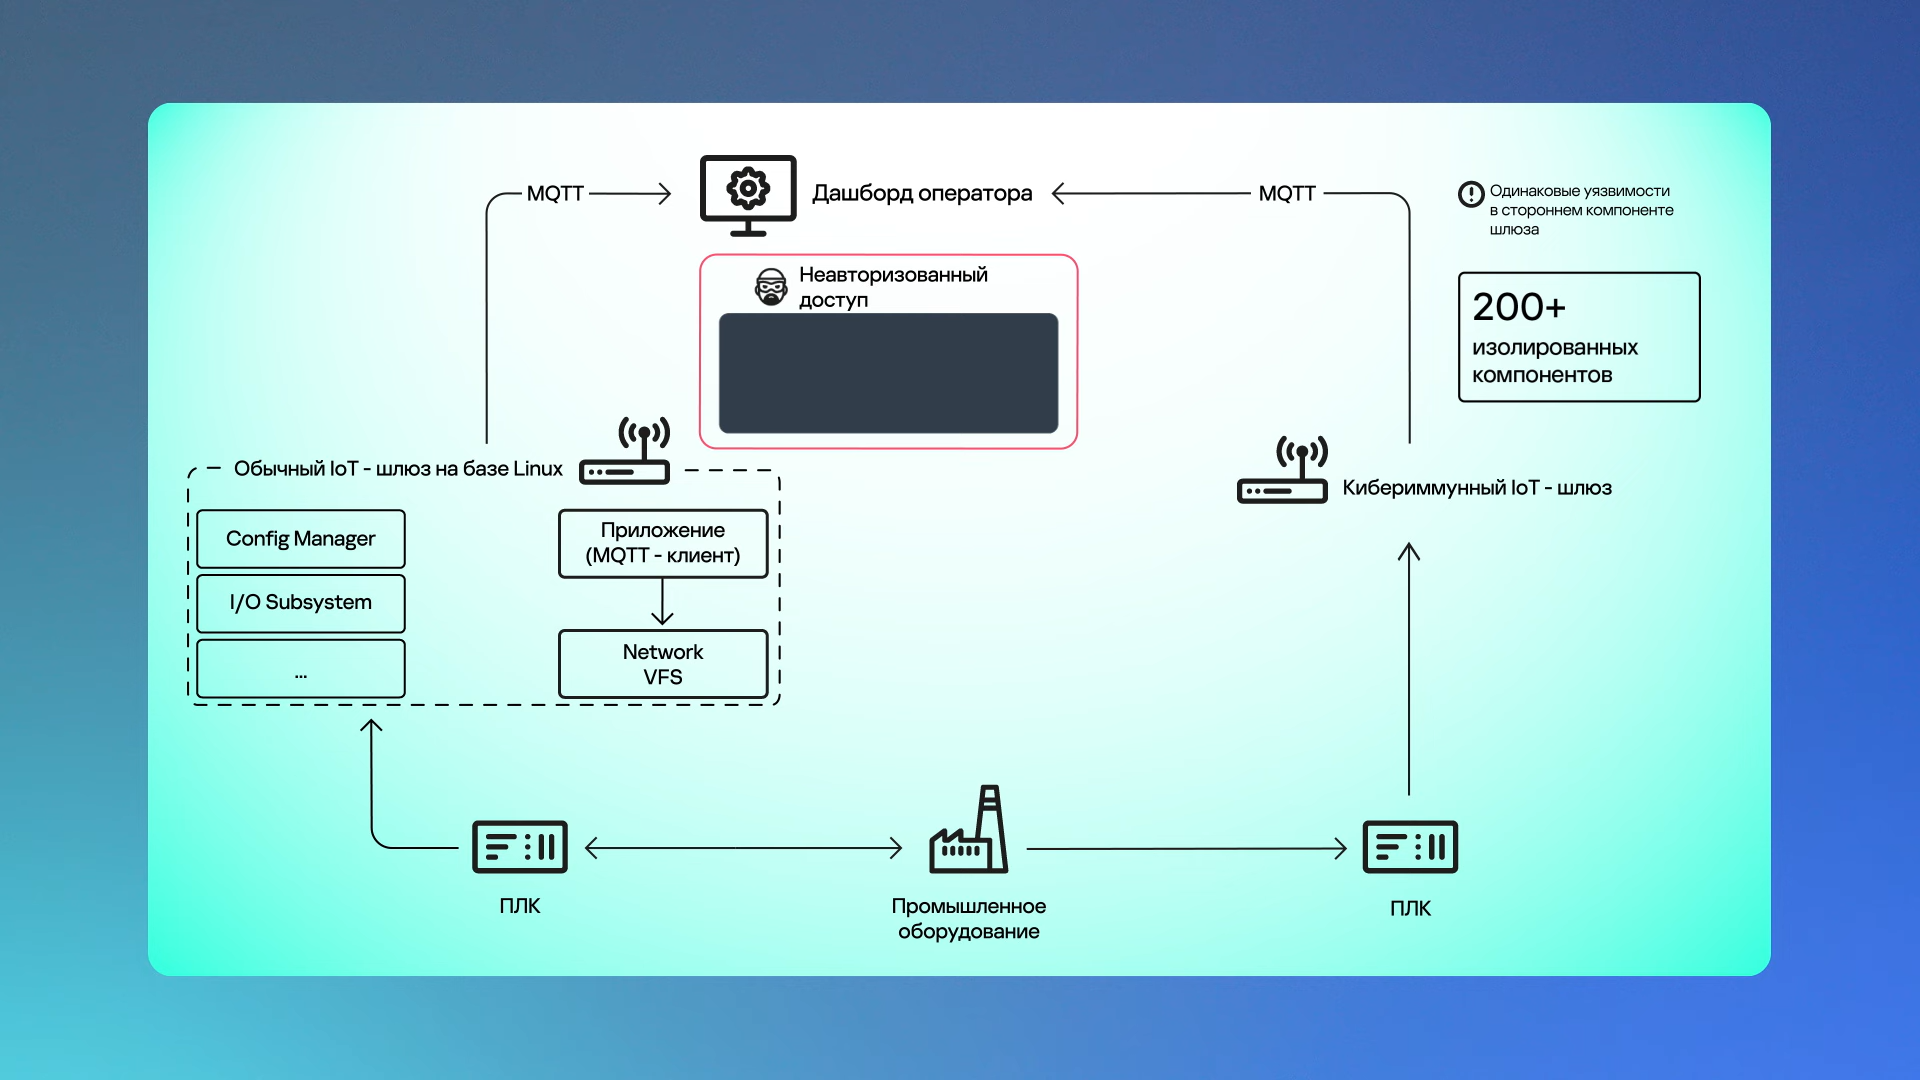 MQTT
Дашборд оператора
MQTT
Одинаковые уязвимости
в стороннем компоненте
шлюза
Неавторизованный
доступ
200+
изолированных
компонентов
Обычный IoT - шлюз на базе Linux
Config Manager
I/O Subsystem
...
Приложение
(MQTT - клиент)
Network
VFS
Кибериммунный IoT - шлюз
ПЛК
Промышленное
оборудование
ПЛК